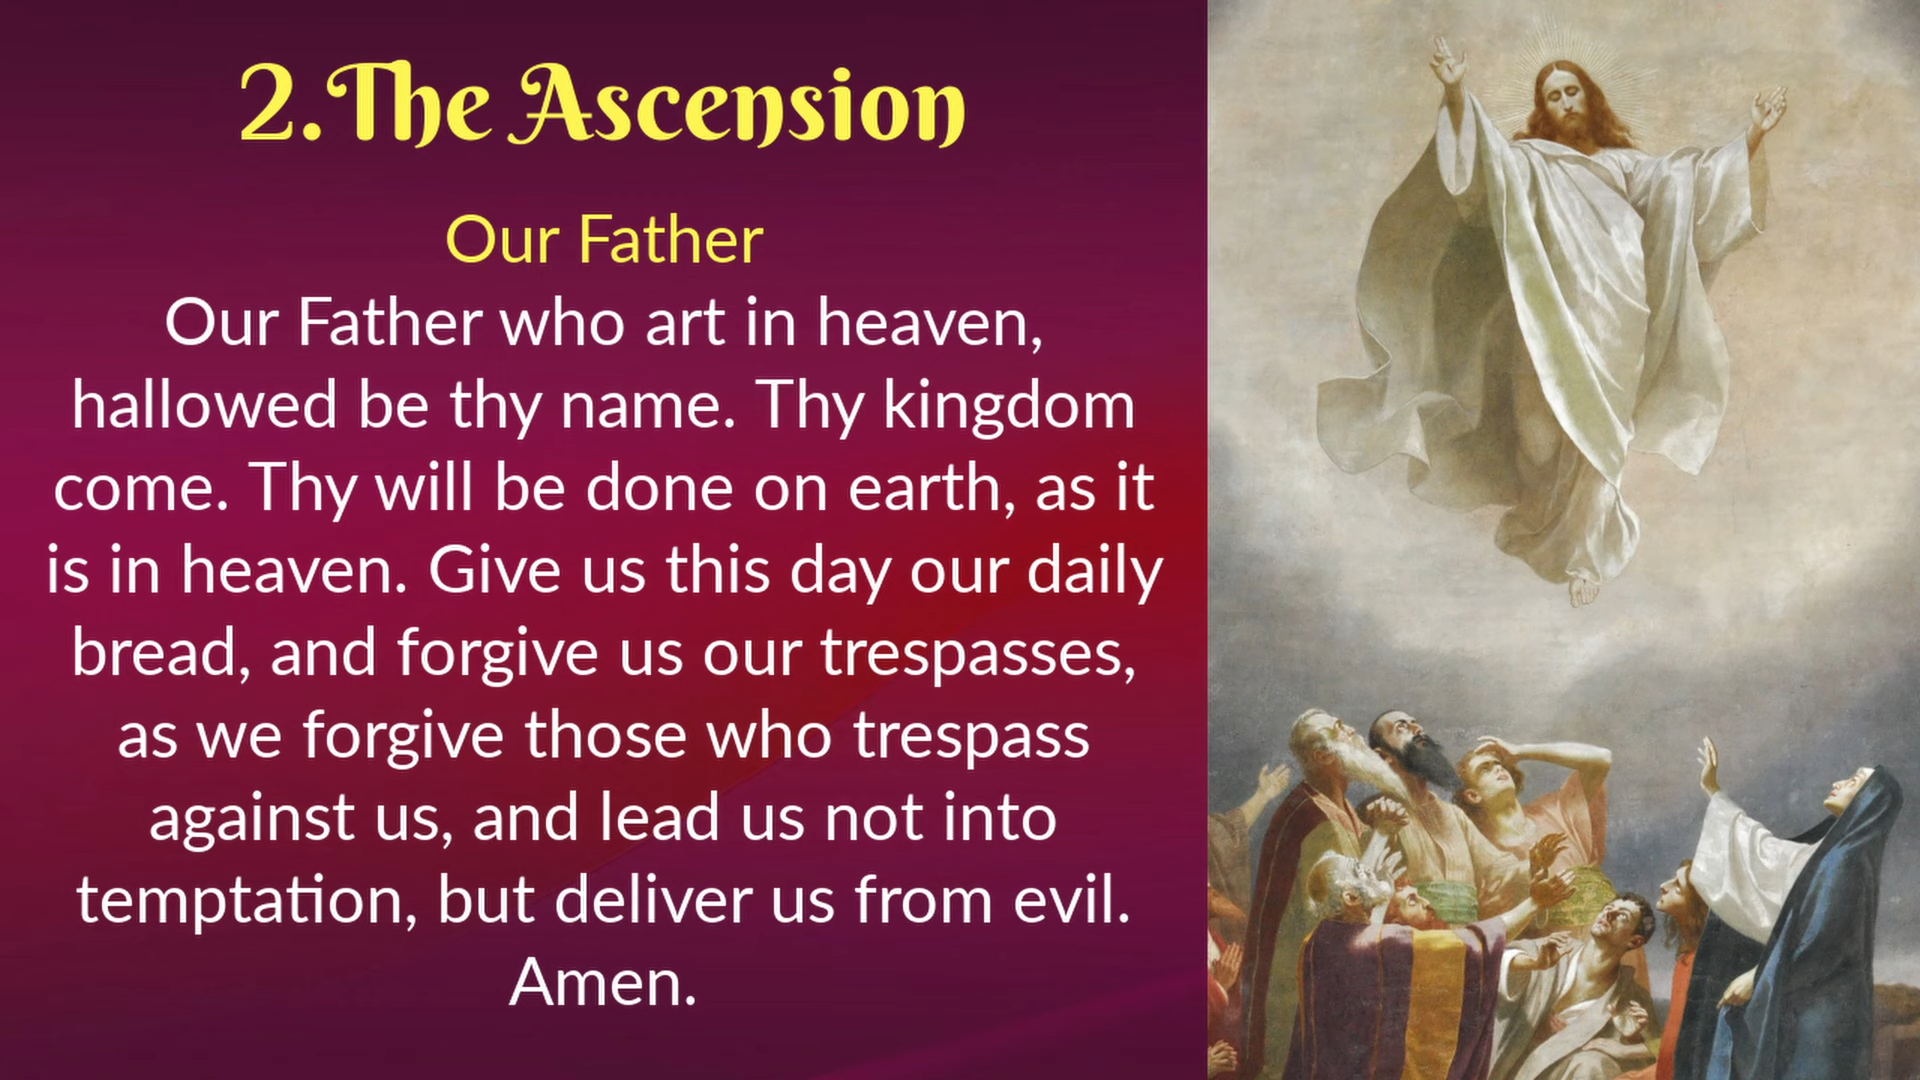 2.The Ascension
Our Father
Our Father who art in heaven,
hallowed be thy name. Thy kingdom
come. Thy will be done on earth, as it
is in heaven. Give us this day our daily
bread, and forgive us our trespasses,
as we forgive those who trespass
against us, and lead us not into
temptation, but deliver us from evil.
Amen.